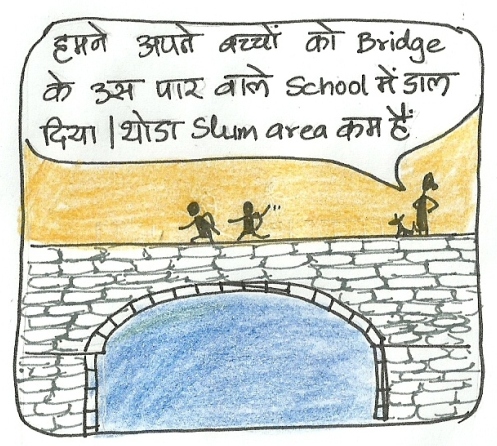 हमने अपने बच्चों को Bridge
के उस पार वाले School में डाल
दिया | थोडा Slum area कम हैं